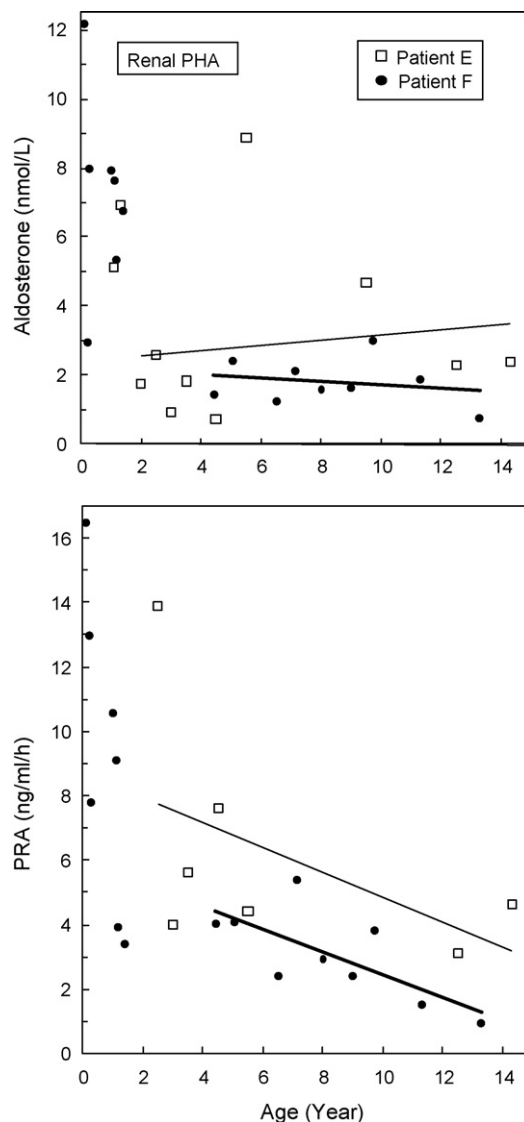 12
10
8
6
4
2
0
Aldosterone (nmol/L)
Renal PHA
Patient E
Patient F
0 2 4 6 8 10 12 14
16
14
12
10
8
6
4
2
0
PRA (ng/ml/h)
0 2 4 6 8 10 12 14
Age (Year)